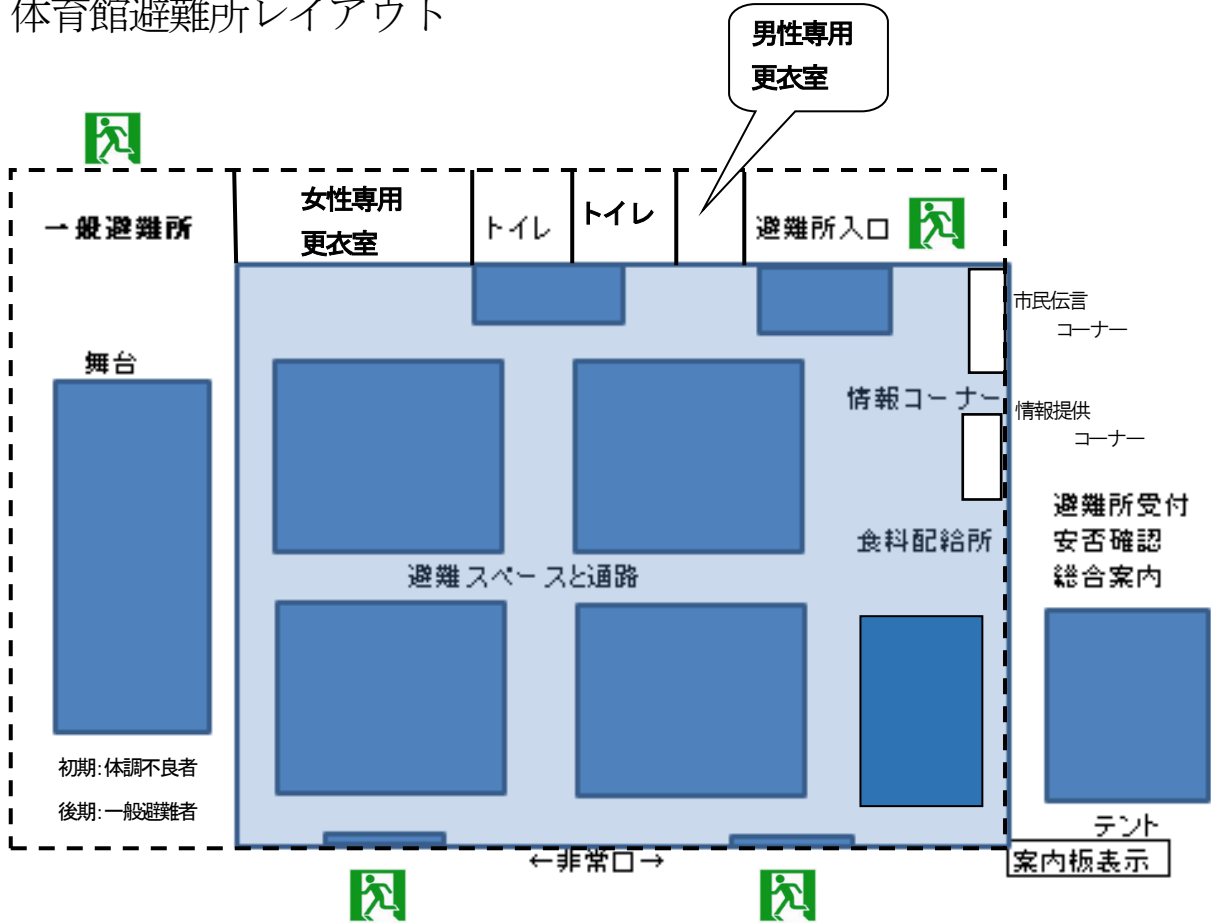 体育館避難所レイアウト
男性専用
更衣室
一般避難所
女性専用
更衣室
トイレ
トイレ
避難所入口
市民伝言
コーナー
舞台
情報コーナー
情報提供
コーナー
避難所受付
安否確認
総合案内
食料配給所
避難スペースと通路
初期:体調不良者
後期:一般避難者
テント
←非常口→
案内板表示